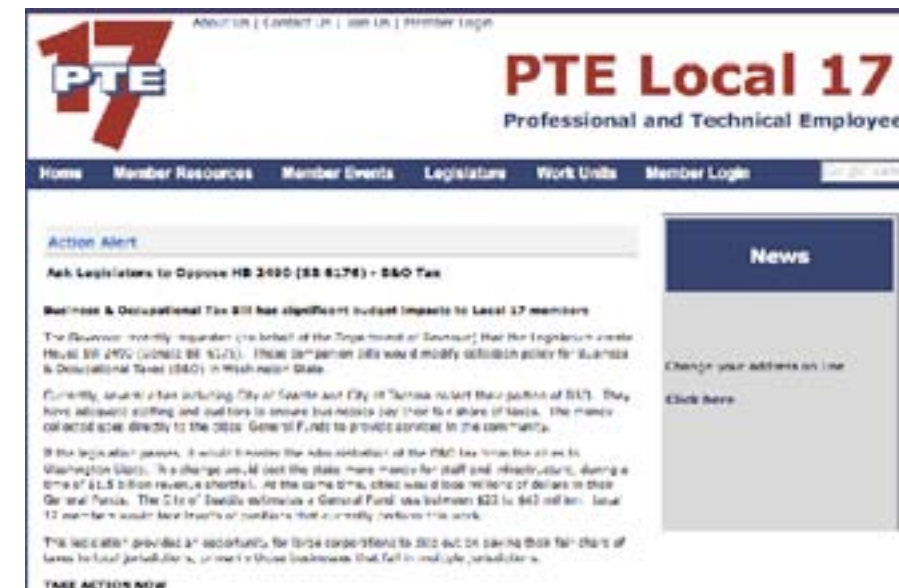 About Us | Contact Us | Join Us | Member Login
17
PTE
PTE Local 17
Professional and Technical Employee
Home Member Resources Member Events Legislature Work Units Member Login
Action Alert
News
Ask Legislators to Oppose HB 2490 (SB 6176) - B&O Tax
Business & Occupational Tax Bill has significant budget impacts to Local 17 members
The Governor recently requested (on behalf of the Department of Revenue) that the Legislature create
House Bill 2490 (Senate Bill 6176). These companion bills would modify collection policy for Business
& Occupational Taxes (B&O) in Washington State.
Change your address on line
Currently, several cities including City of Seattle and City of Tacoma collect their portion of B&O. They
have adequate staffing and auditors to ensure businesses pay their fair share of taxes. The money
collected goes directly to the cities' General Funds to provide services in the community.
Click here
If the legislation passes, it would transfer the administration of the B&O tax from the cities to
Washington State. This change would cost the state more money for staff and infrastructure, during a
time of $1.5 billion revenue shortfall. At the same time, cities would lose millions of dollars in their
General Funds. The City of Seattle estimates a General Fund loss between $22 to $42 million. Local
17 members would face layoffs of positions that currently perform this work.
This legislation provides an opportunity for large corporations to skip out on paying their fair share of
taxes to local jurisdictions, primarily those businesses that fall in multiple jurisdictions.
TAKE ACTION NOW